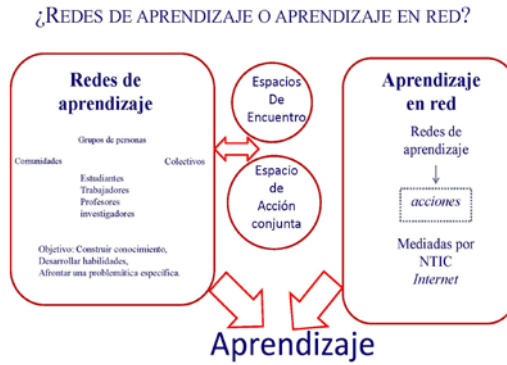 ¿REDES DE APRENDIZAJE O APRENDIZAJE EN RED?
Redes de
aprendizaje
Grupos de personas
Comunidades
Colectivos
Estudiantes
Trabajadores
Profesores
investigadores
Objetivo: Construir conocimiento,
Desarrollar habilidades,
Afrontar una problemática específica.
Espacios
De
Encuentro
Espacio
de
Acción
conjunta
Aprendizaje
en red
Redes de
aprendizaje
acciones
Mediadas por
NTIC
Internet
Aprendizaje